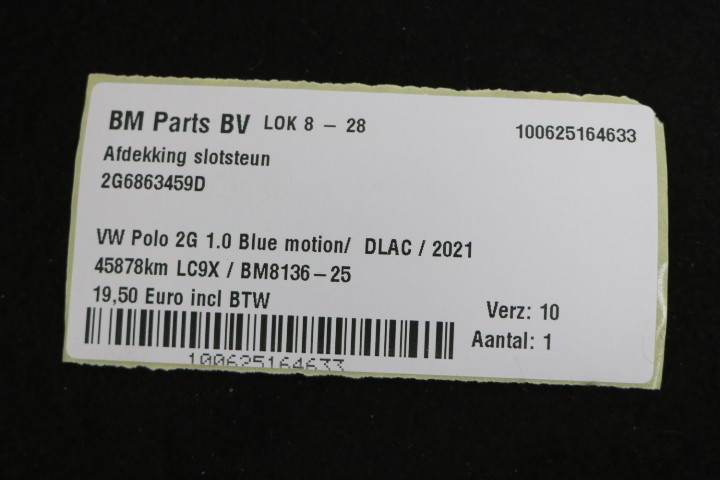 BM Parts BV LOK 8 - 28 100625164633
Afdekking slotsteun
2G6863459D
VW Polo 2G 1.0 Blue motion/ DLAC / 2021
45878km LC9X / BM8136-25
19,50 Euro incl BTW
Verz: 10
Aantal: 1
100625164633